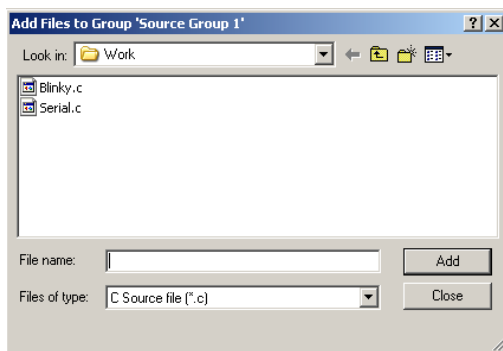 Add Files to Group 'Source Group 1'
Look in: Work
Blinky.c
Serial.c
File name: Add
Files of type: C Source file (*.c) Close